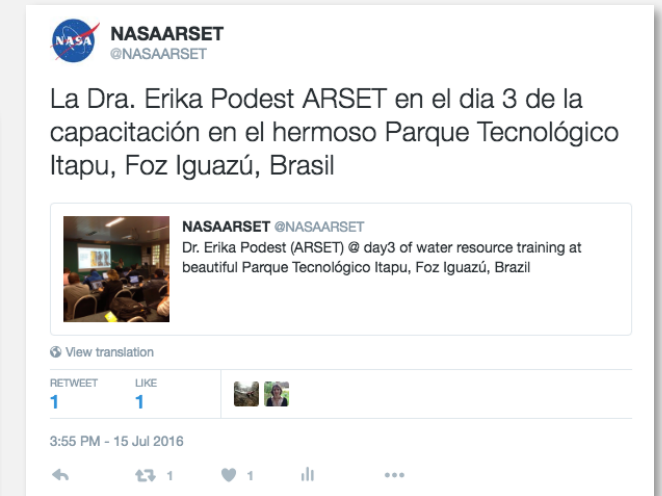 NASA
NASAARSET
@NASAARSET
La Dra. Erika Podest ARSET en el dia 3 de la
capacitación en el hermoso Parque Tecnológico
Itapu, Foz Iguazú, Brasil
NASAARSET @NASAARSET
Dr. Erika Podest (ARSET) @ day3 of water resource training at
beautiful Parque Tecnológico Itapu, Foz Iguazú, Brazil
View translation
RETWEET LIKE
1 1
3:55 PM - 15 Jul 2016
1 1